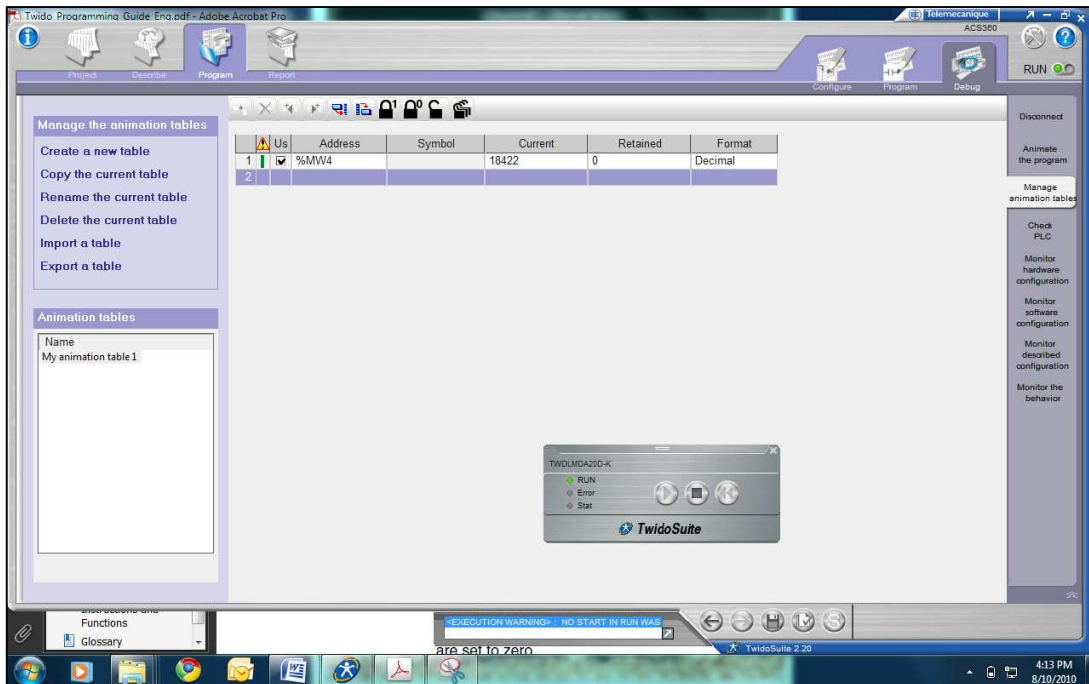 Twido Programming Guide Eng.pdf - Adobe Acrobat Pro
Telemecanique
ACS360
Project
Describe
Program
Report
Configure
Program
Debug
RUN
Manage the animation tables
Create a new table
Copy the current table
Rename the current table
Delete the current table
Import a table
Export a table
Us Address Symbol Current Retained Format
1 %MW4 18422 0 Decimal
2
Animation tables
Name
My animation table 1
Disconnect
Animate
the program
Manage
animation tables
Check
PLC
Monitor
hardware
configuration
Monitor
software
configuration
Monitor
described
configuration
Monitor the
behavior
TWDLMDA20D-K
RUN
Error
Stat
TwidoSuite
Functions
Glossary
<EXECUTION WARNING> : NO START IN RUN WAS
are set to zero
TwidoSuite 2.20
4:13 PM
8/10/2010